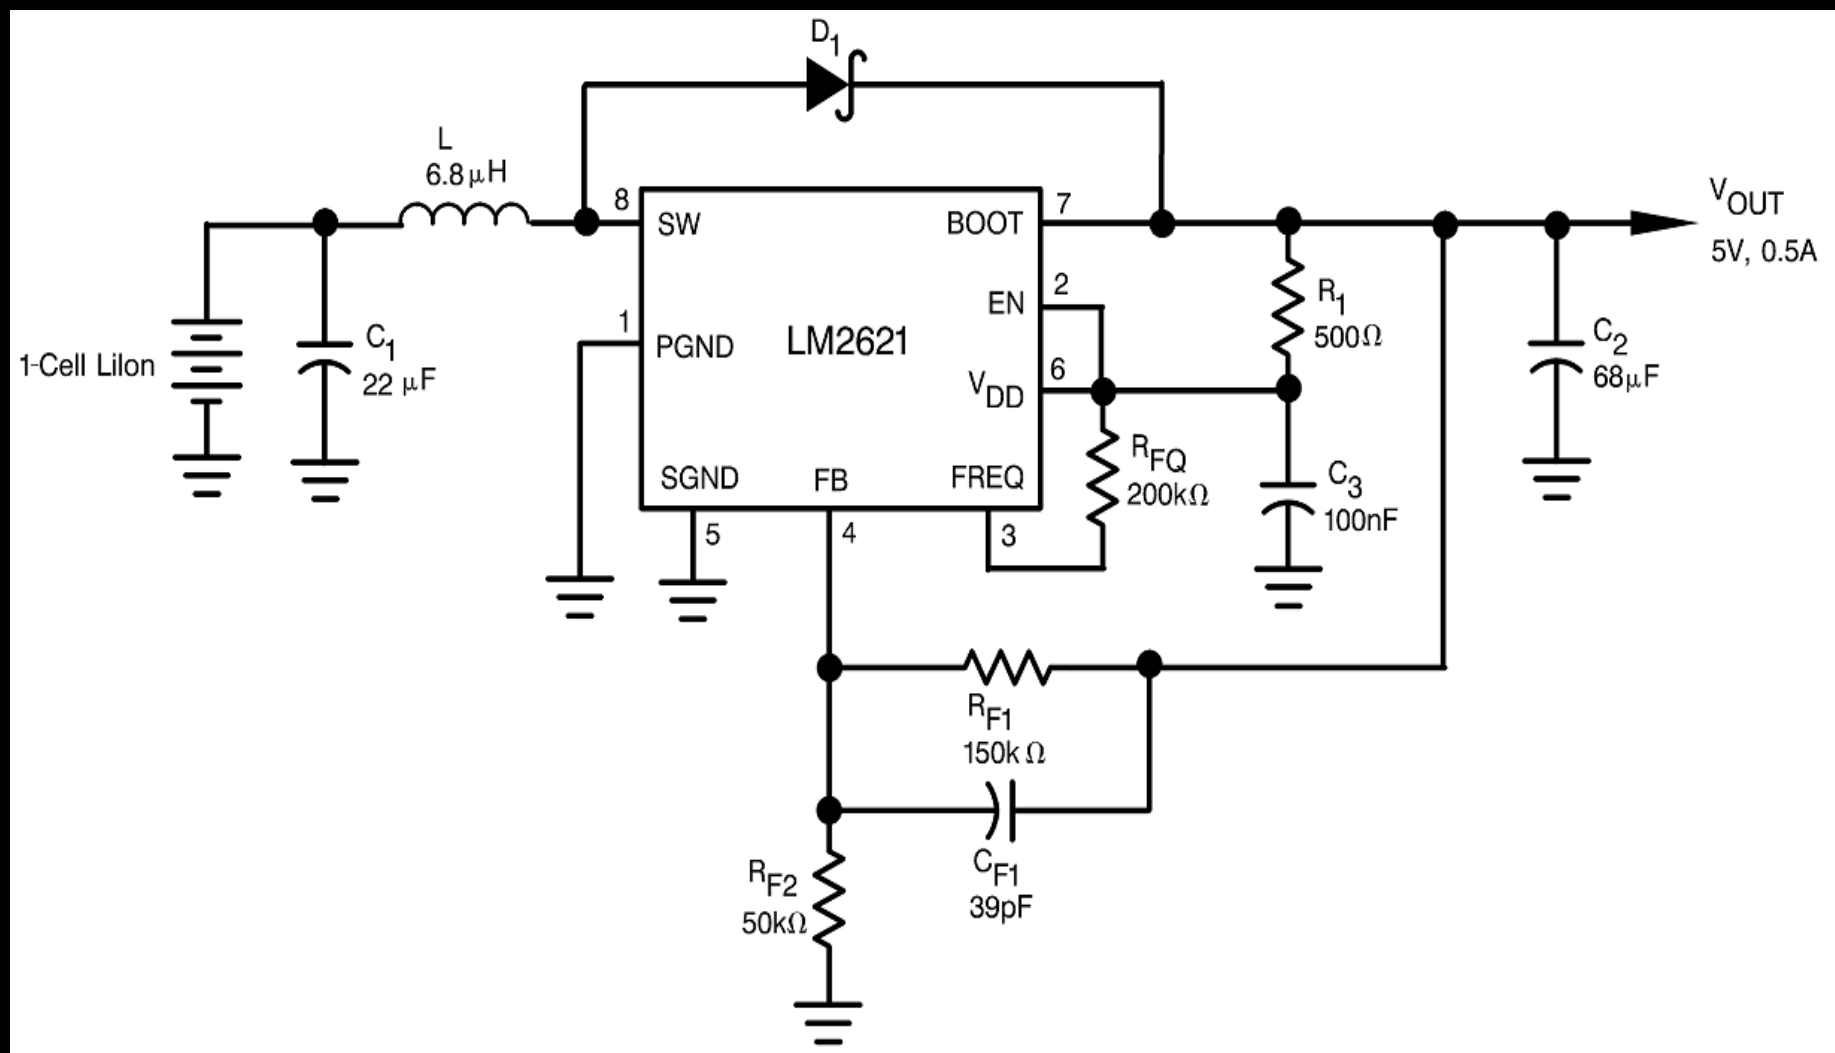 D1
L
6.8μH
8
SW
BOOT
7
VOUT
5V, 0.5A
EN
2
R1
500Ω
1
PGND
LM2621
C1
22 μF
1-Cell LiIon
C2
68μF
VDD
6
RFQ
200kΩ
SGND
FB
FREQ
C3
100nF
5
4
3
RF1
150kΩ
CF1
39pF
RF2
50kΩ